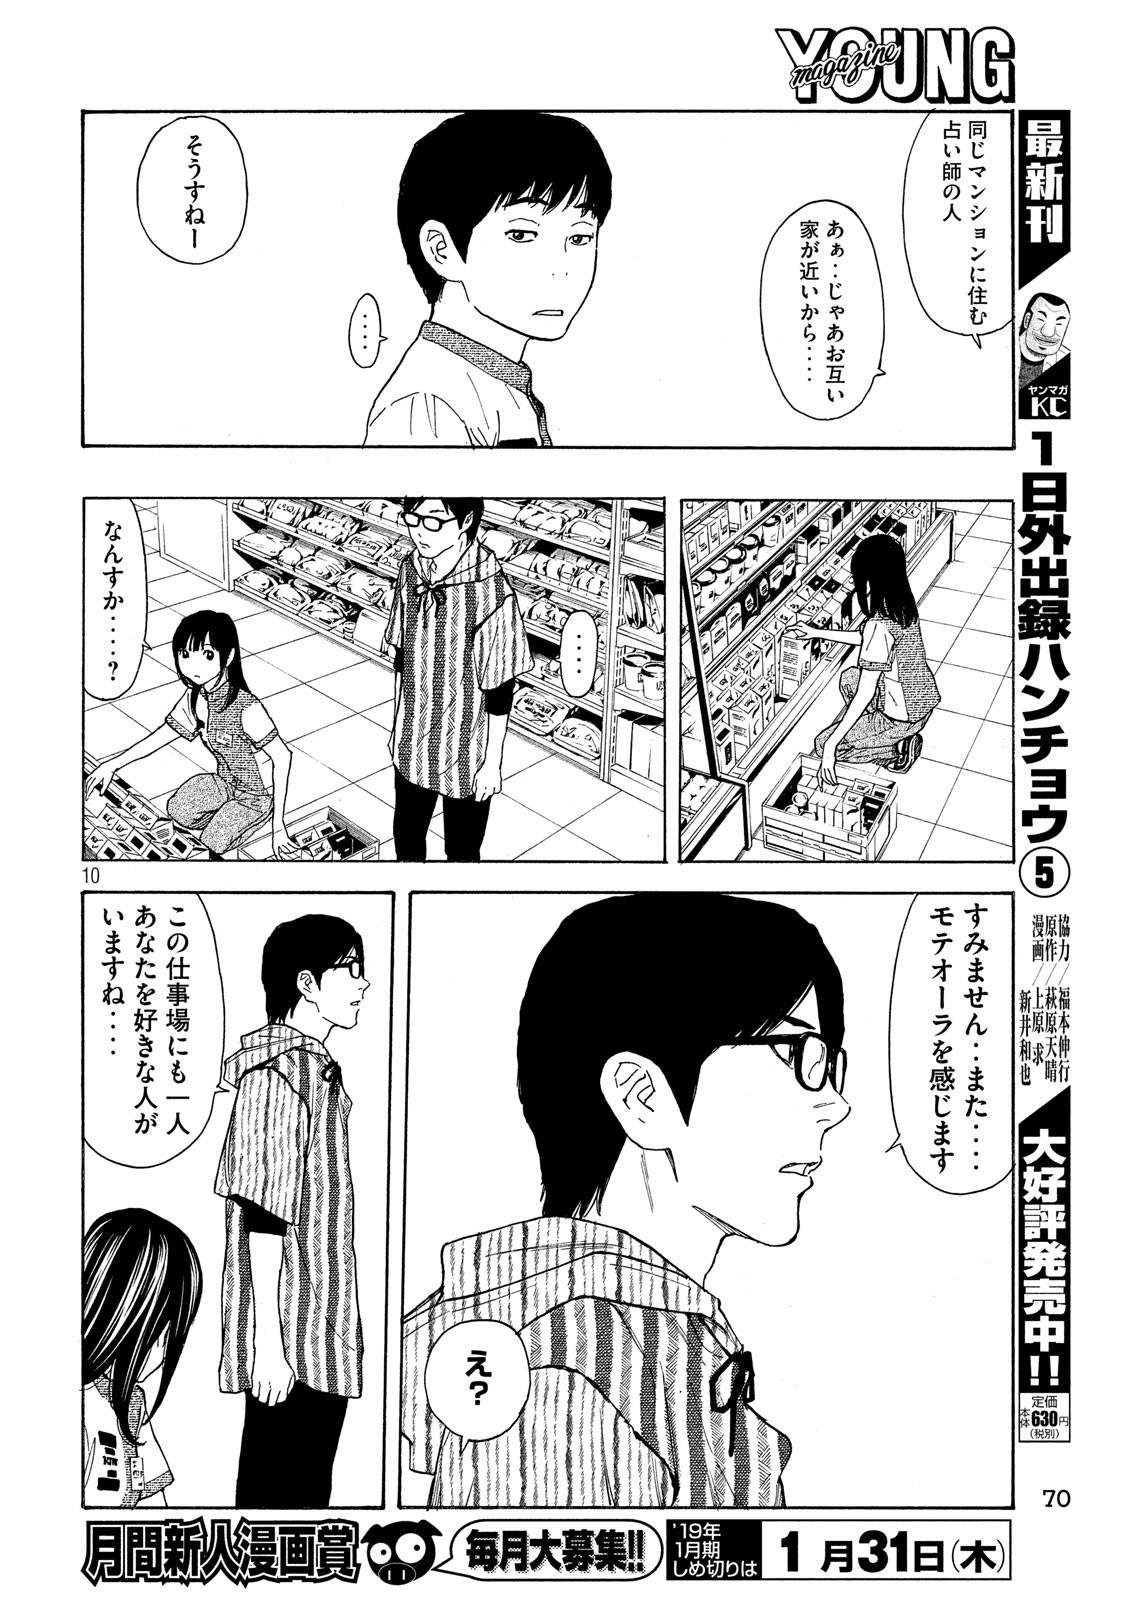 YOUNG
magazine
同じマンションに住む
占い師の人
あぁ‥じゃあお互い
家が近いから‥‥
‥‥
そうすねー
‥‥
なんすか‥‥?
10
すみません‥また‥‥
モテオーラを感じます
え?
この仕事場にも一人
あなたを好きな人が
いますね‥‥
最新刊
ヤンマガ
KC
1日外出録ハンチョウ⑤
協力/福本伸行
原作/萩原天晴
漫画/上原求
新井和也
大好評発売中!!
定価
本体630円
(税別)
70
月間新人漫画賞
毎月大募集!!
'19年
1月期
しめ切りは
1月31日(木)